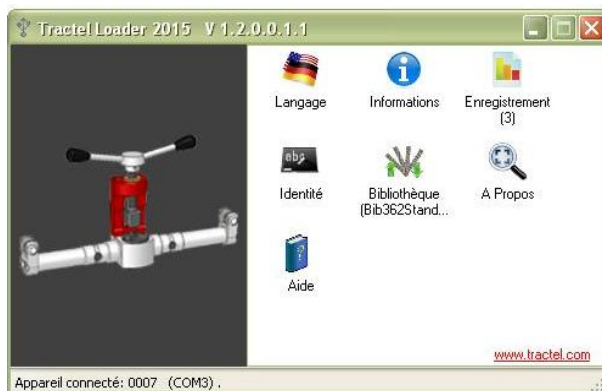 Tractel Loader 2015 V 1.2.0.0.1.1
Langage
Informations
Enregistrement
(3)
abs
Identité
Bibliothèque
(Bib362Stand...
A Propos
Aide
www.tractel.com
Appareil connecté: 0007 (COM3) .